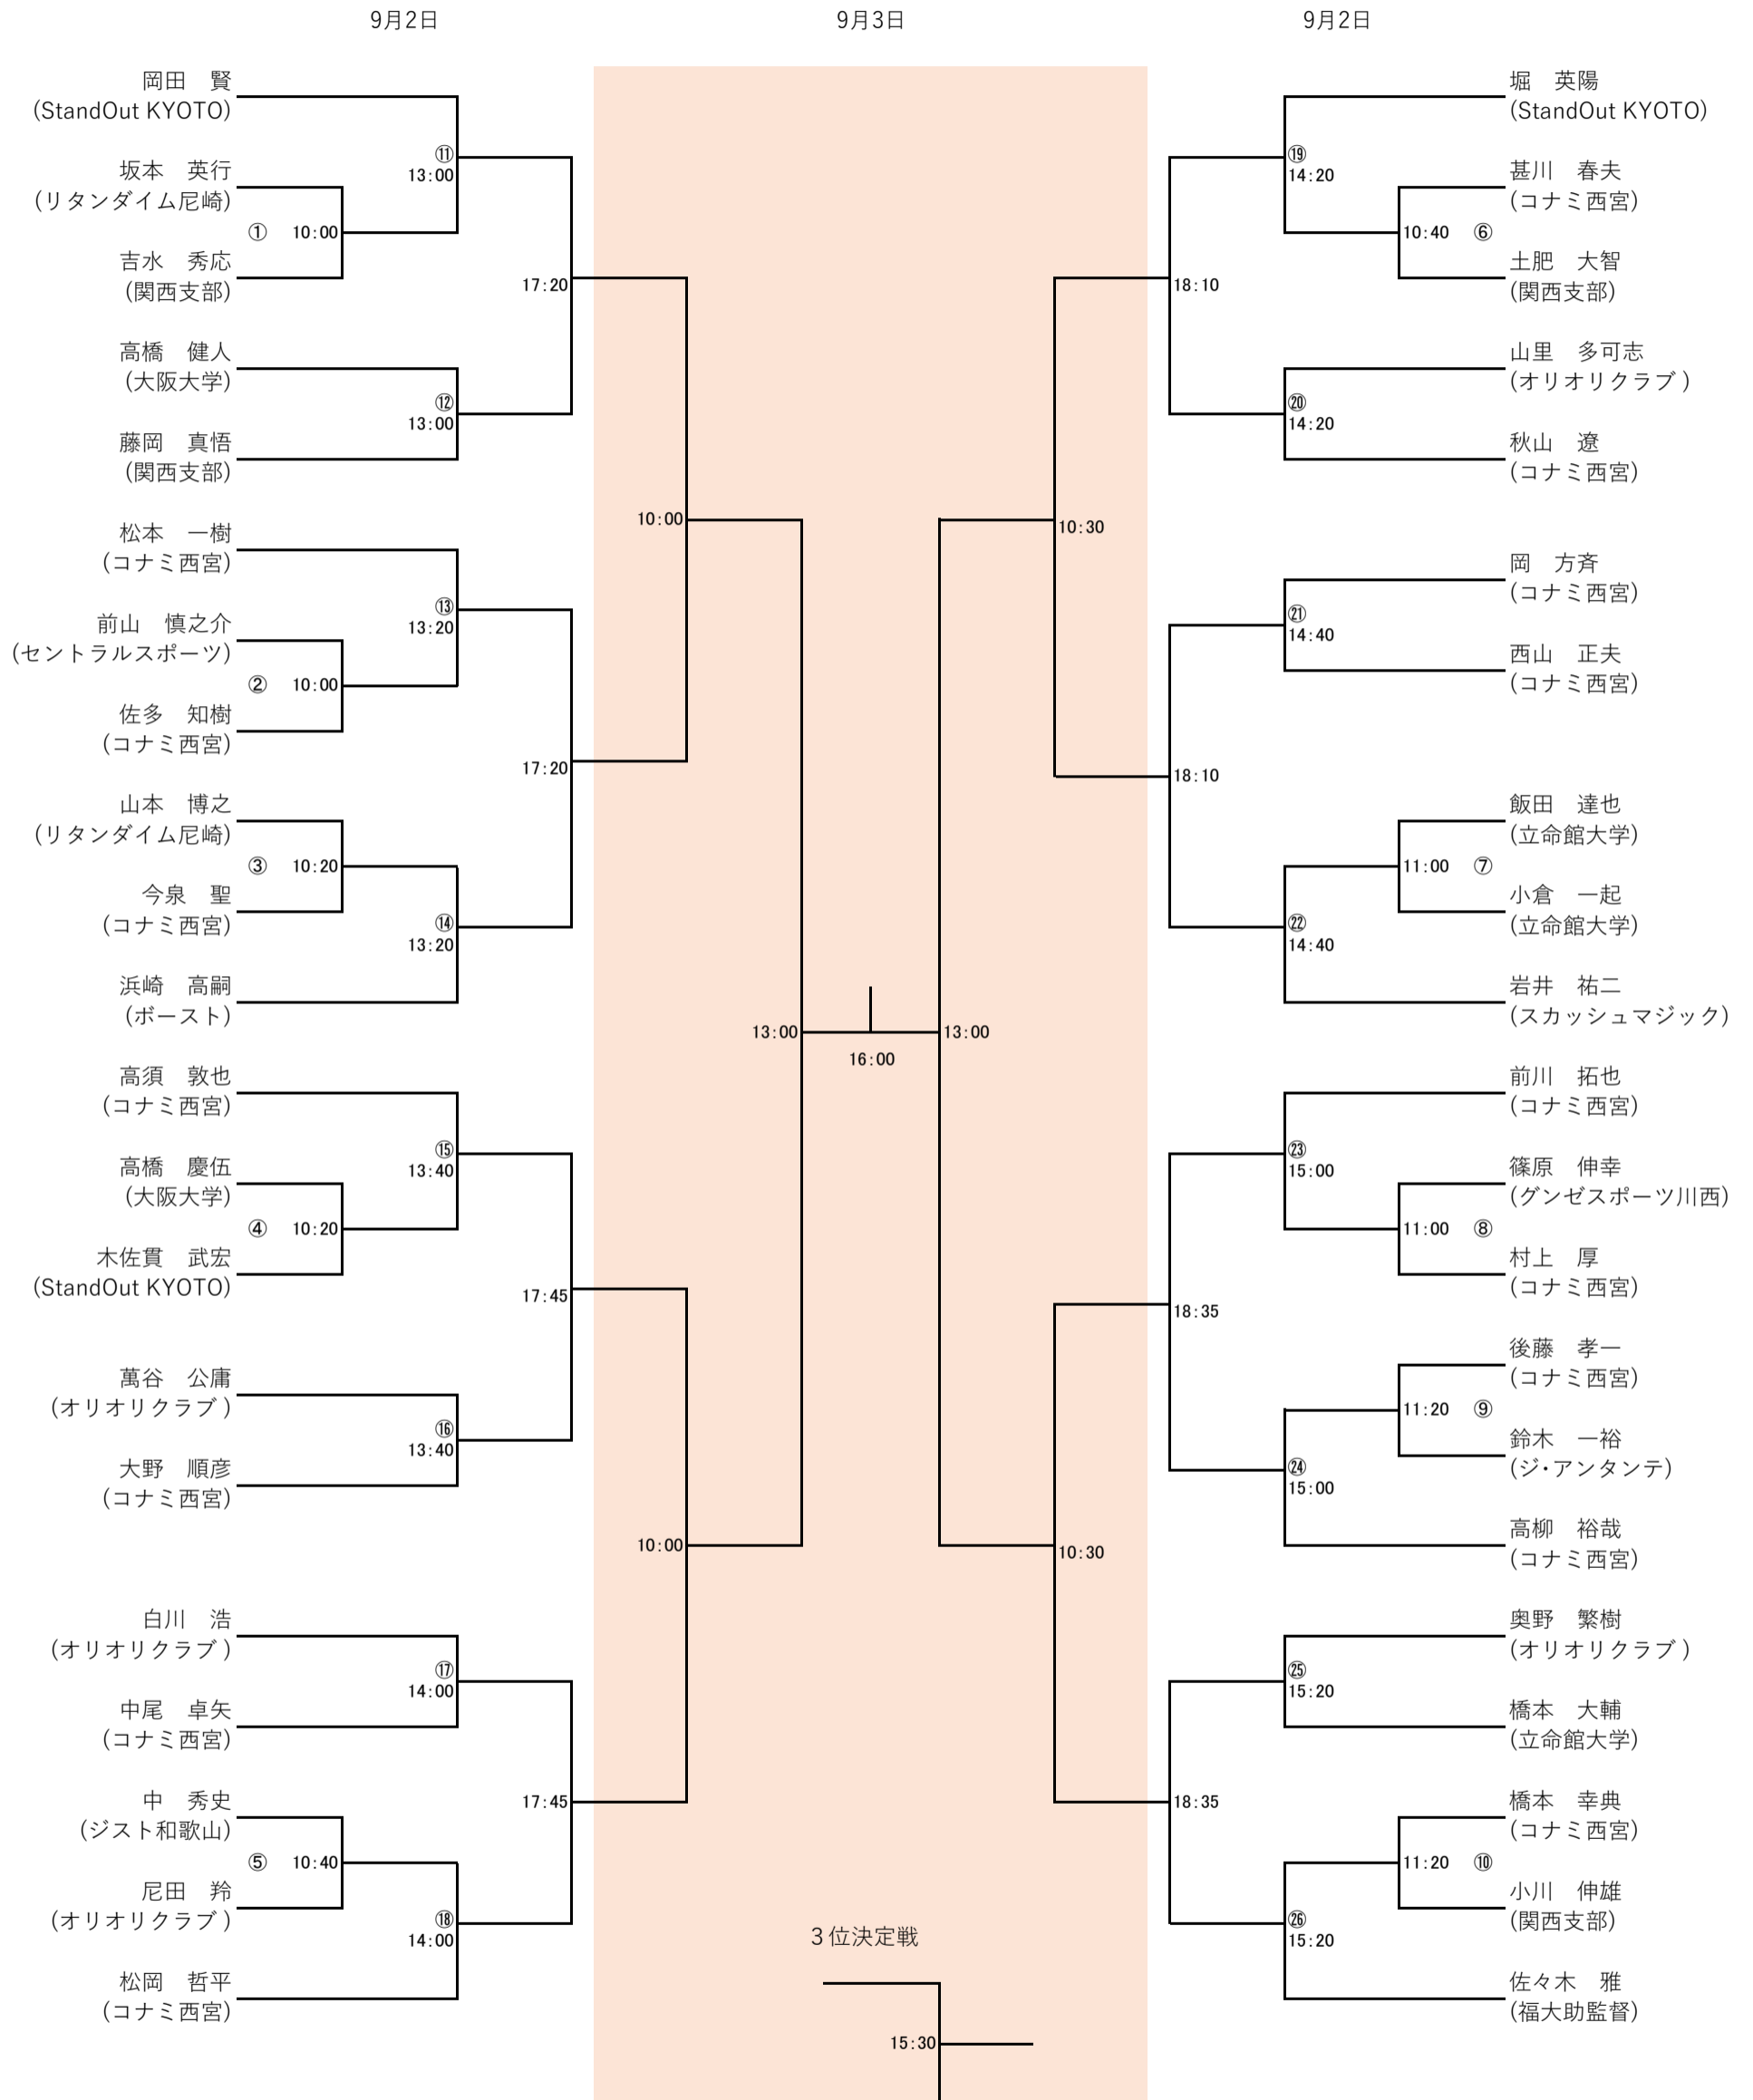 9月2日
9月3日
9月2日
岡田　賢
(StandOut KYOTO)
⑪
13:00
坂本　英行
(リタンダイム尼崎)
① 10:00
吉水　秀応
(関西支部)
17:20
高橋　健人
(大阪大学)
⑫
13:00
藤岡　真悟
(関西支部)
10:00
松本　一樹
(コナミ西宮)
⑬
13:20
前山　慎之介
(セントラルスポーツ)
② 10:00
佐多　知樹
(コナミ西宮)
17:20
山本　博之
(リタンダイム尼崎)
③ 10:20
今泉　聖
(コナミ西宮)
⑭
13:20
浜崎　高嗣
(ボースト)
13:00
16:00
13:00
高須　敦也
(コナミ西宮)
⑮
13:40
高橋　慶伍
(大阪大学)
④ 10:20
木佐貫　武宏
(StandOut KYOTO)
17:45
萬谷　公庸
(オリオリクラブ)
⑯
13:40
大野　順彦
(コナミ西宮)
10:00
白川　浩
(オリオリクラブ)
⑰
14:00
中尾　卓矢
(コナミ西宮)
17:45
中　秀史
(ジスト和歌山)
⑤ 10:40
尼田　羚
(オリオリクラブ)
⑱
14:00
松岡　哲平
(コナミ西宮)
堀　英陽
(StandOut KYOTO)
⑲
14:20
甚川　春夫
(コナミ西宮)
10:40 ⑥
土肥　大智
(関西支部)
18:10
山里　多可志
(オリオリクラブ)
⑳
14:20
秋山　遼
(コナミ西宮)
10:30
岡　方斉
(コナミ西宮)
㉑
14:40
西山　正夫
(コナミ西宮)
18:10
飯田　達也
(立命館大学)
11:00 ⑦
小倉　一起
(立命館大学)
㉒
14:40
岩井　祐二
(スカッシュマジック)
前川　拓也
(コナミ西宮)
㉓
15:00
篠原　伸幸
(グンゼスポーツ川西)
11:00 ⑧
村上　厚
(コナミ西宮)
18:35
後藤　孝一
(コナミ西宮)
11:20 ⑨
鈴木　一裕
(ジ・アンタンテ)
㉔
15:00
高柳　裕哉
(コナミ西宮)
10:30
奥野　繁樹
(オリオリクラブ)
㉕
15:20
橋本　大輔
(立命館大学)
18:35
橋本　幸典
(コナミ西宮)
11:20 ⑩
小川　伸雄
(関西支部)
㉖
15:20
佐々木　雅
(福大助監督)
３位決定戦
15:30